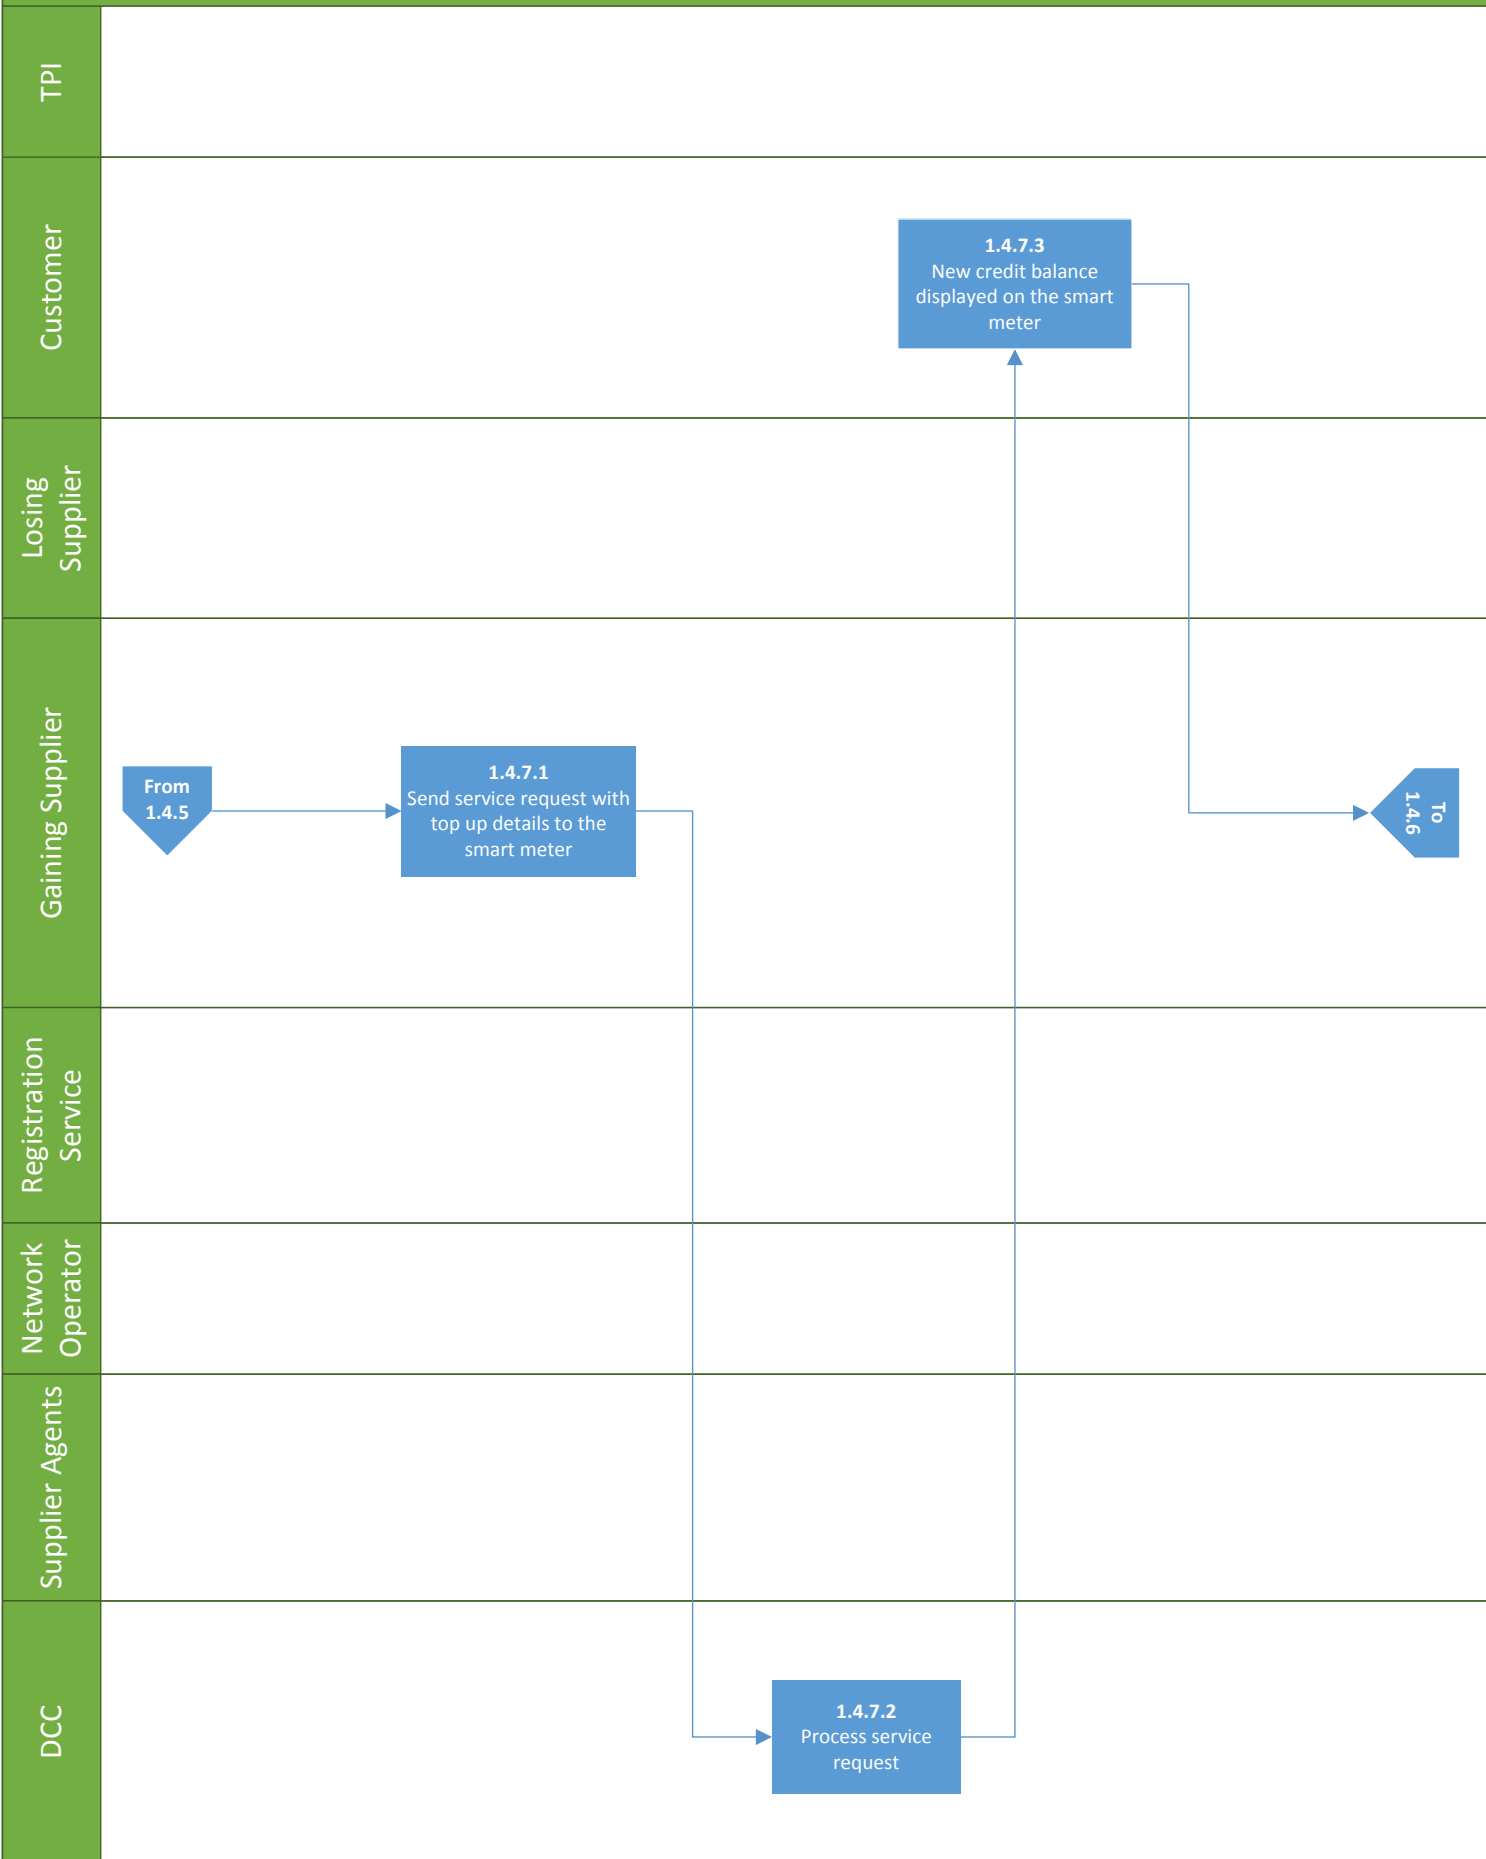 TPI
Customer
1.4.7.3
New credit balance
displayed on the smart
meter
Losing
Supplier
Gaining Supplier
From
1.4.5
1.4.7.1
Send service request with
top up details to the
smart meter
To
1.4.6
Registration
Service
Network
Operator
Supplier Agents
DCC
1.4.7.2
Process service
request